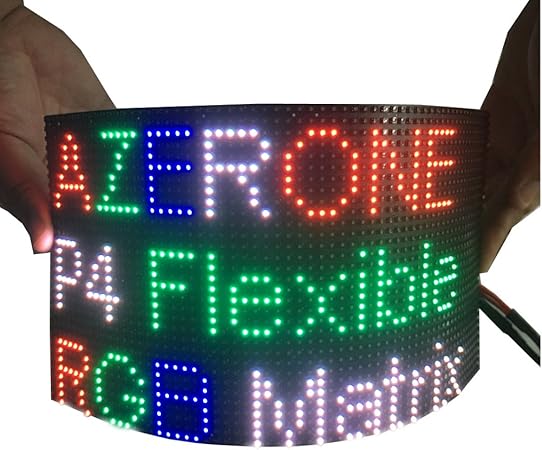 AZERONE
P4 Flexible
RGB Matrix